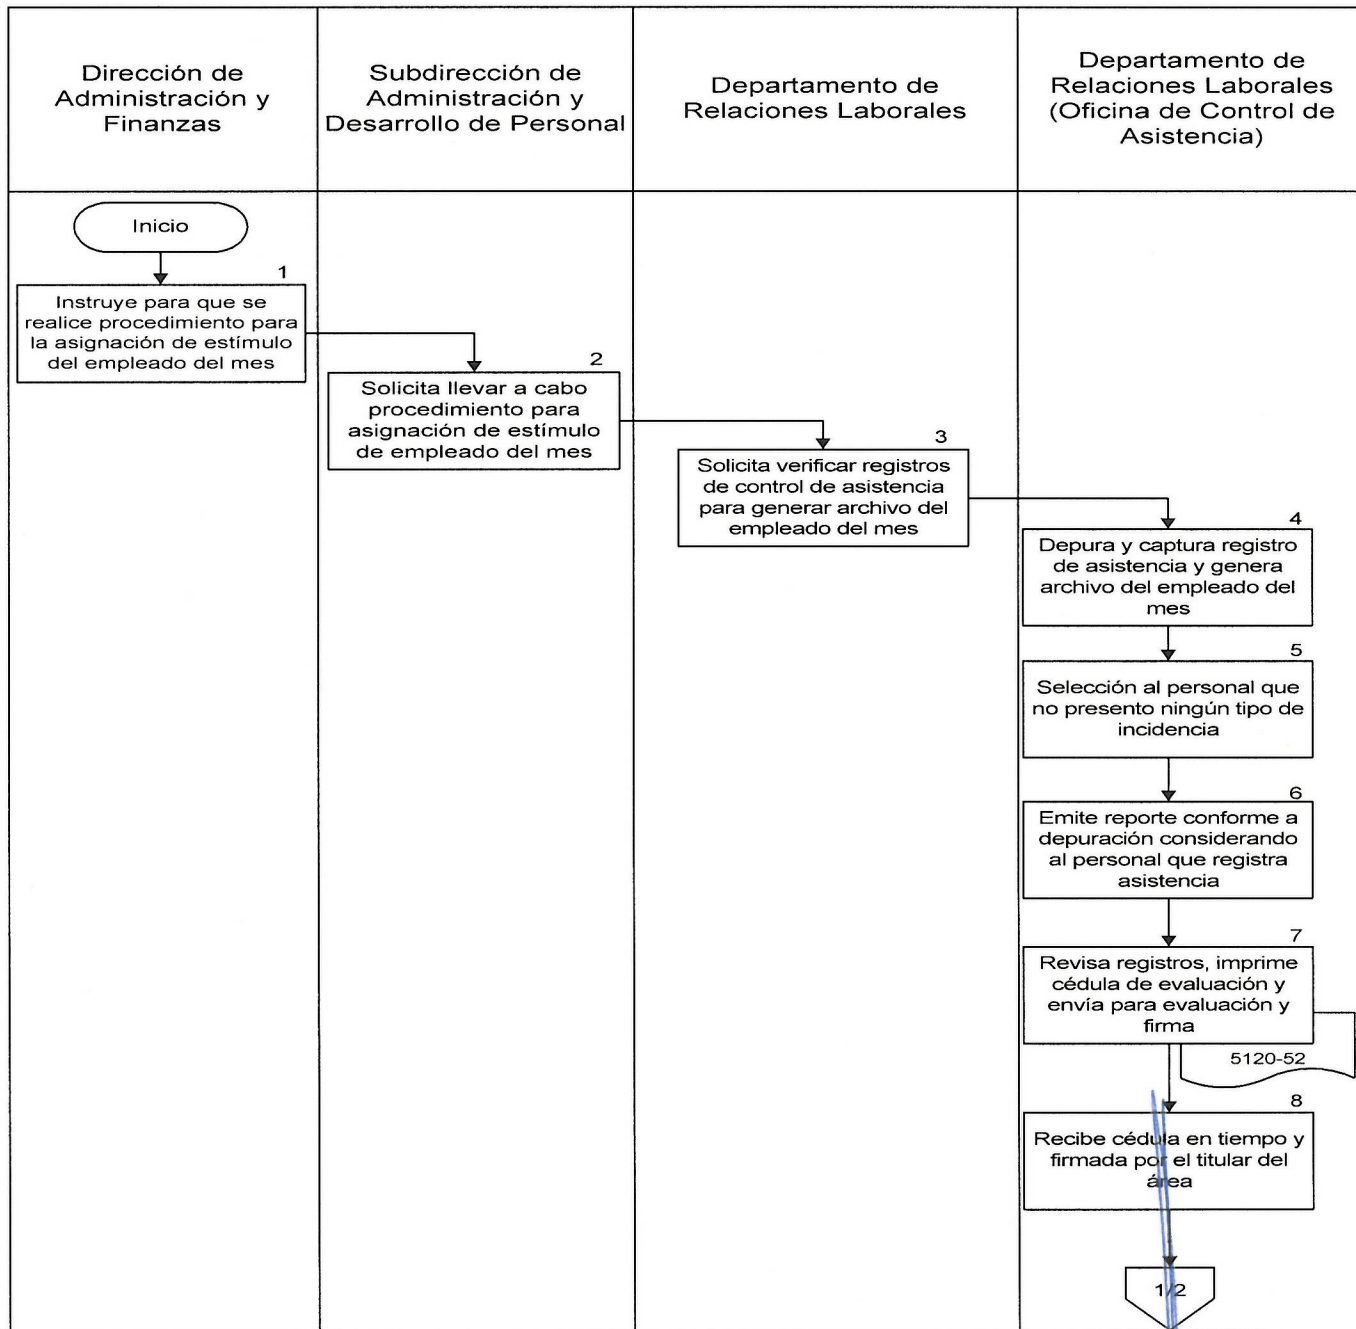 Dirección de
Administración y
Finanzas
Subdirección de
Administración y
Desarrollo de Personal
Departamento de
Relaciones Laborales
Departamento de
Relaciones Laborales
(Oficina de Control de
Asistencia)
Inicio
1
Instruye para que se
realice procedimiento para
la asignación de estímulo
del empleado del mes
2
Solicita llevar a cabo
procedimiento para
asignación de estímulo
de empleado del mes
3
Solicita verificar registros
de control de asistencia
para generar archivo del
empleado del mes
4
Depura y captura registro
de asistencia y genera
archivo del empleado del
mes
5
Selección al personal que
no presento ningún tipo de
incidencia
6
Emite reporte conforme a
depuración considerando
al personal que registra
asistencia
7
Revisa registros, imprime
cédula de evaluación y
envía para evaluación y
firma
5120-52
8
Recibe cédula en tiempo y
firmada por el titular del
área
1/2